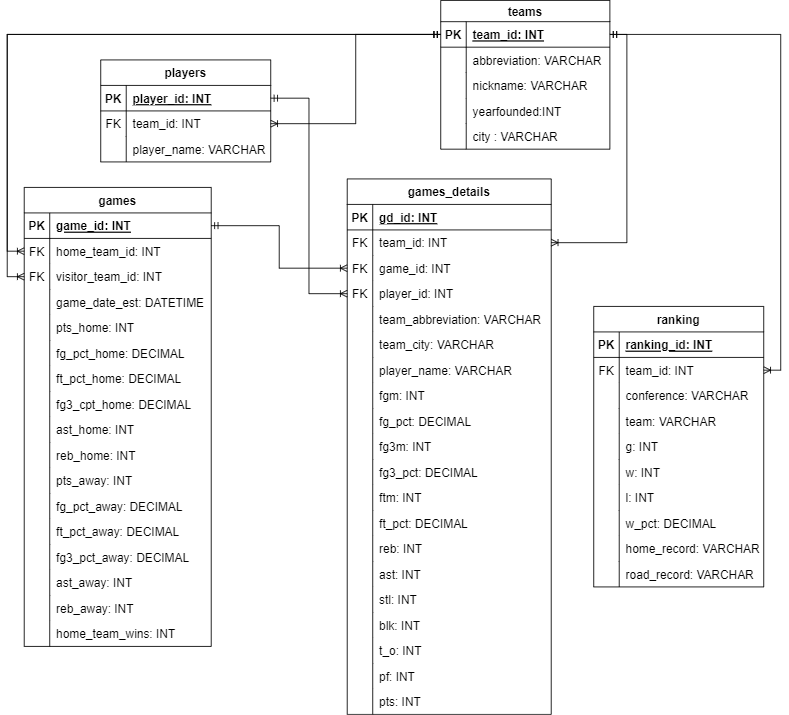 teams
PK team_id: INT
abbreviation: VARCHAR
nickname: VARCHAR
yearfounded:INT
city : VARCHAR
players
PK player_id: INT
FK team_id: INT
player_name: VARCHAR
games
PK game_id: INT
FK home_team_id: INT
FK visitor_team_id: INT
game_date_est: DATETIME
pts_home: INT
fg_pct_home: DECIMAL
ft_pct_home: DECIMAL
fg3_cpt_home: DECIMAL
ast_home: INT
reb_home: INT
pts_away: INT
fg_pct_away: DECIMAL
ft_pct_away: DECIMAL
fg3_pct_away: DECIMAL
ast_away: INT
reb_away: INT
home_team_wins: INT
games_details
PK gd_id: INT
FK team_id: INT
FK game_id: INT
FK player_id: INT
team_abbreviation: VARCHAR
team_city: VARCHAR
player_name: VARCHAR
fgm: INT
fg_pct: DECIMAL
fg3m: INT
fg3_pct: DECIMAL
ftm: INT
ft_pct: DECIMAL
reb: INT
ast: INT
stl: INT
blk: INT
t_o: INT
pf: INT
pts: INT
ranking
PK ranking_id: INT
FK team_id: INT
conference: VARCHAR
team: VARCHAR
g: INT
w: INT
l: INT
w_pct: DECIMAL
home_record: VARCHAR
road_record: VARCHAR